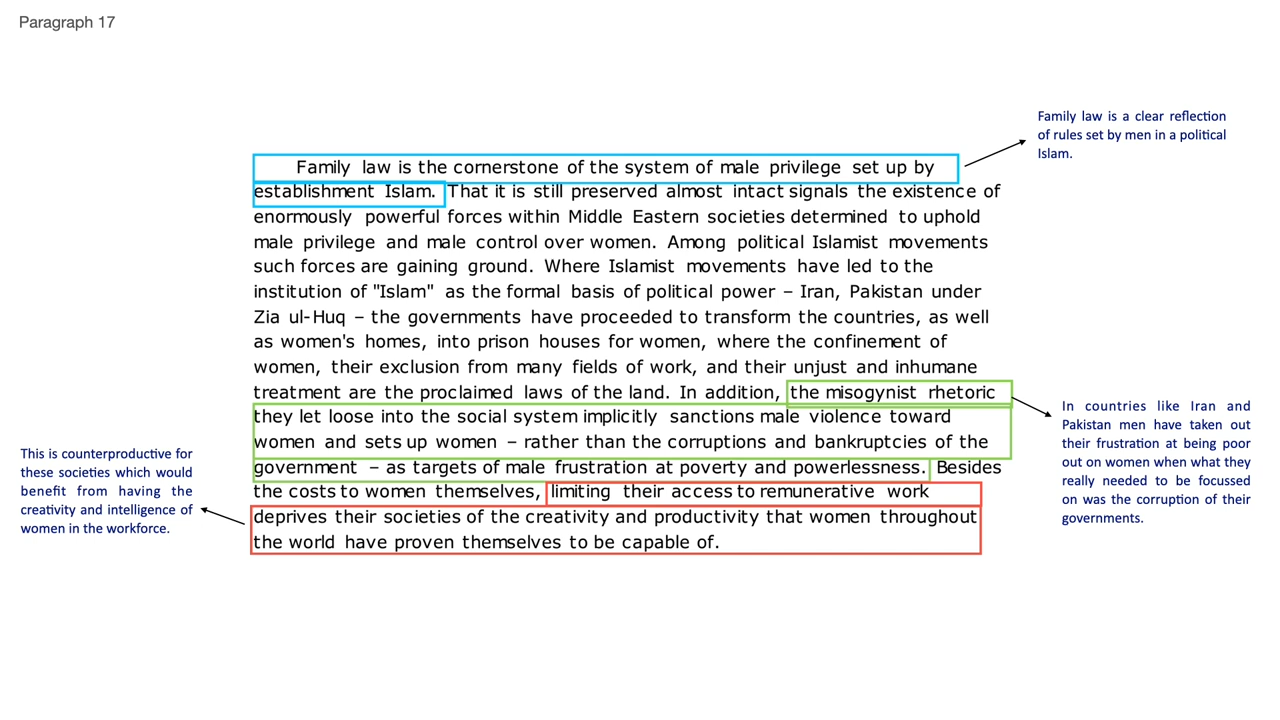 Paragraph 17
Family law is a clear reflection
of rules set by men in a political
Islam.
Family law is the cornerstone of the system of male privilege set up by
establishment Islam. That it is still preserved almost intact signals the existence of
enormously powerful forces within Middle Eastern societies determined to uphold
male privilege and male control over women. Among political Islamist movements
such forces are gaining ground. Where Islamist movements have led to the
institution of "Islam" as the formal basis of political power – Iran, Pakistan under
Zia ul-Huq – the governments have proceeded to transform the countries, as well
as women's homes, into prison houses for women, where the confinement of
women, their exclusion from many fields of work, and their unjust and inhumane
treatment are the proclaimed laws of the land. In addition, the misogynist rhetoric
they let loose into the social system implicitly sanctions male violence toward
women and sets up women – rather than the corruptions and bankruptcies of the
government – as targets of male frustration at poverty and powerlessness. Besides
the costs to women themselves, limiting their access to remunerative work
deprives their societies of the creativity and productivity that women throughout
the world have proven themselves to be capable of.
In countries like Iran and
Pakistan men have taken out
their frustration at being poor
out on women when what they
really needed to be focussed
on was the corruption of their
governments.
This is counterproductive for
these societies which would
benefit from having the
creativity and intelligence of
women in the workforce.